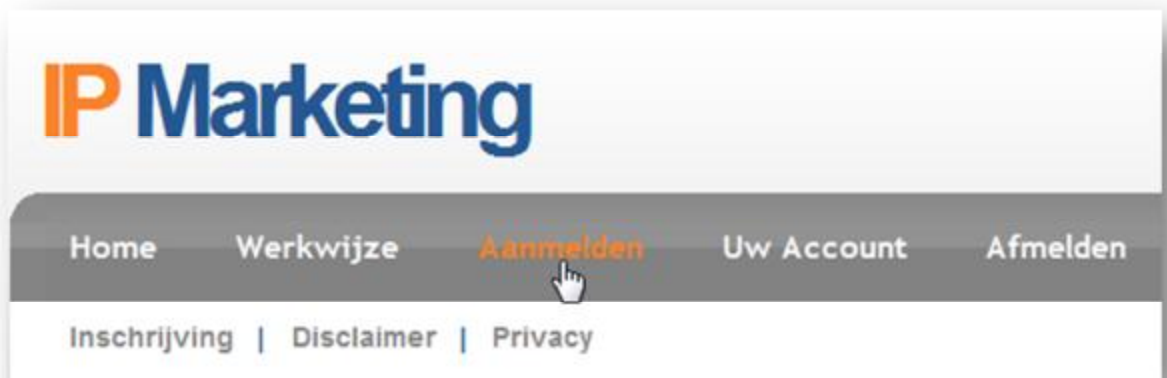 IP Marketing
Home Werkwijze Aanmelden Uw Account Afmelden
Inschrijving | Disclaimer | Privacy